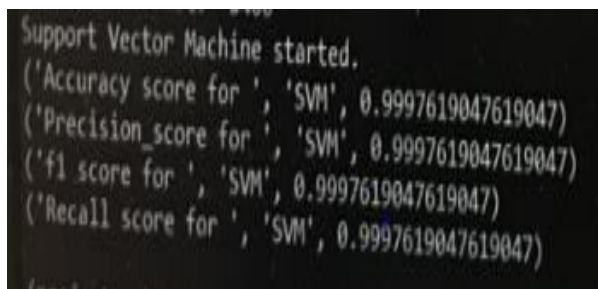 Support Vector Machine started.
('Accuracy score for ', 'SVM', 0.9997619047619047)
('Precision_score for ', 'SVM', 0.9997619047619047)
('f1 score for ', 'SVM', 0.9997619047619047)
('Recall score for ', 'SVM', 0.9997619047619047)